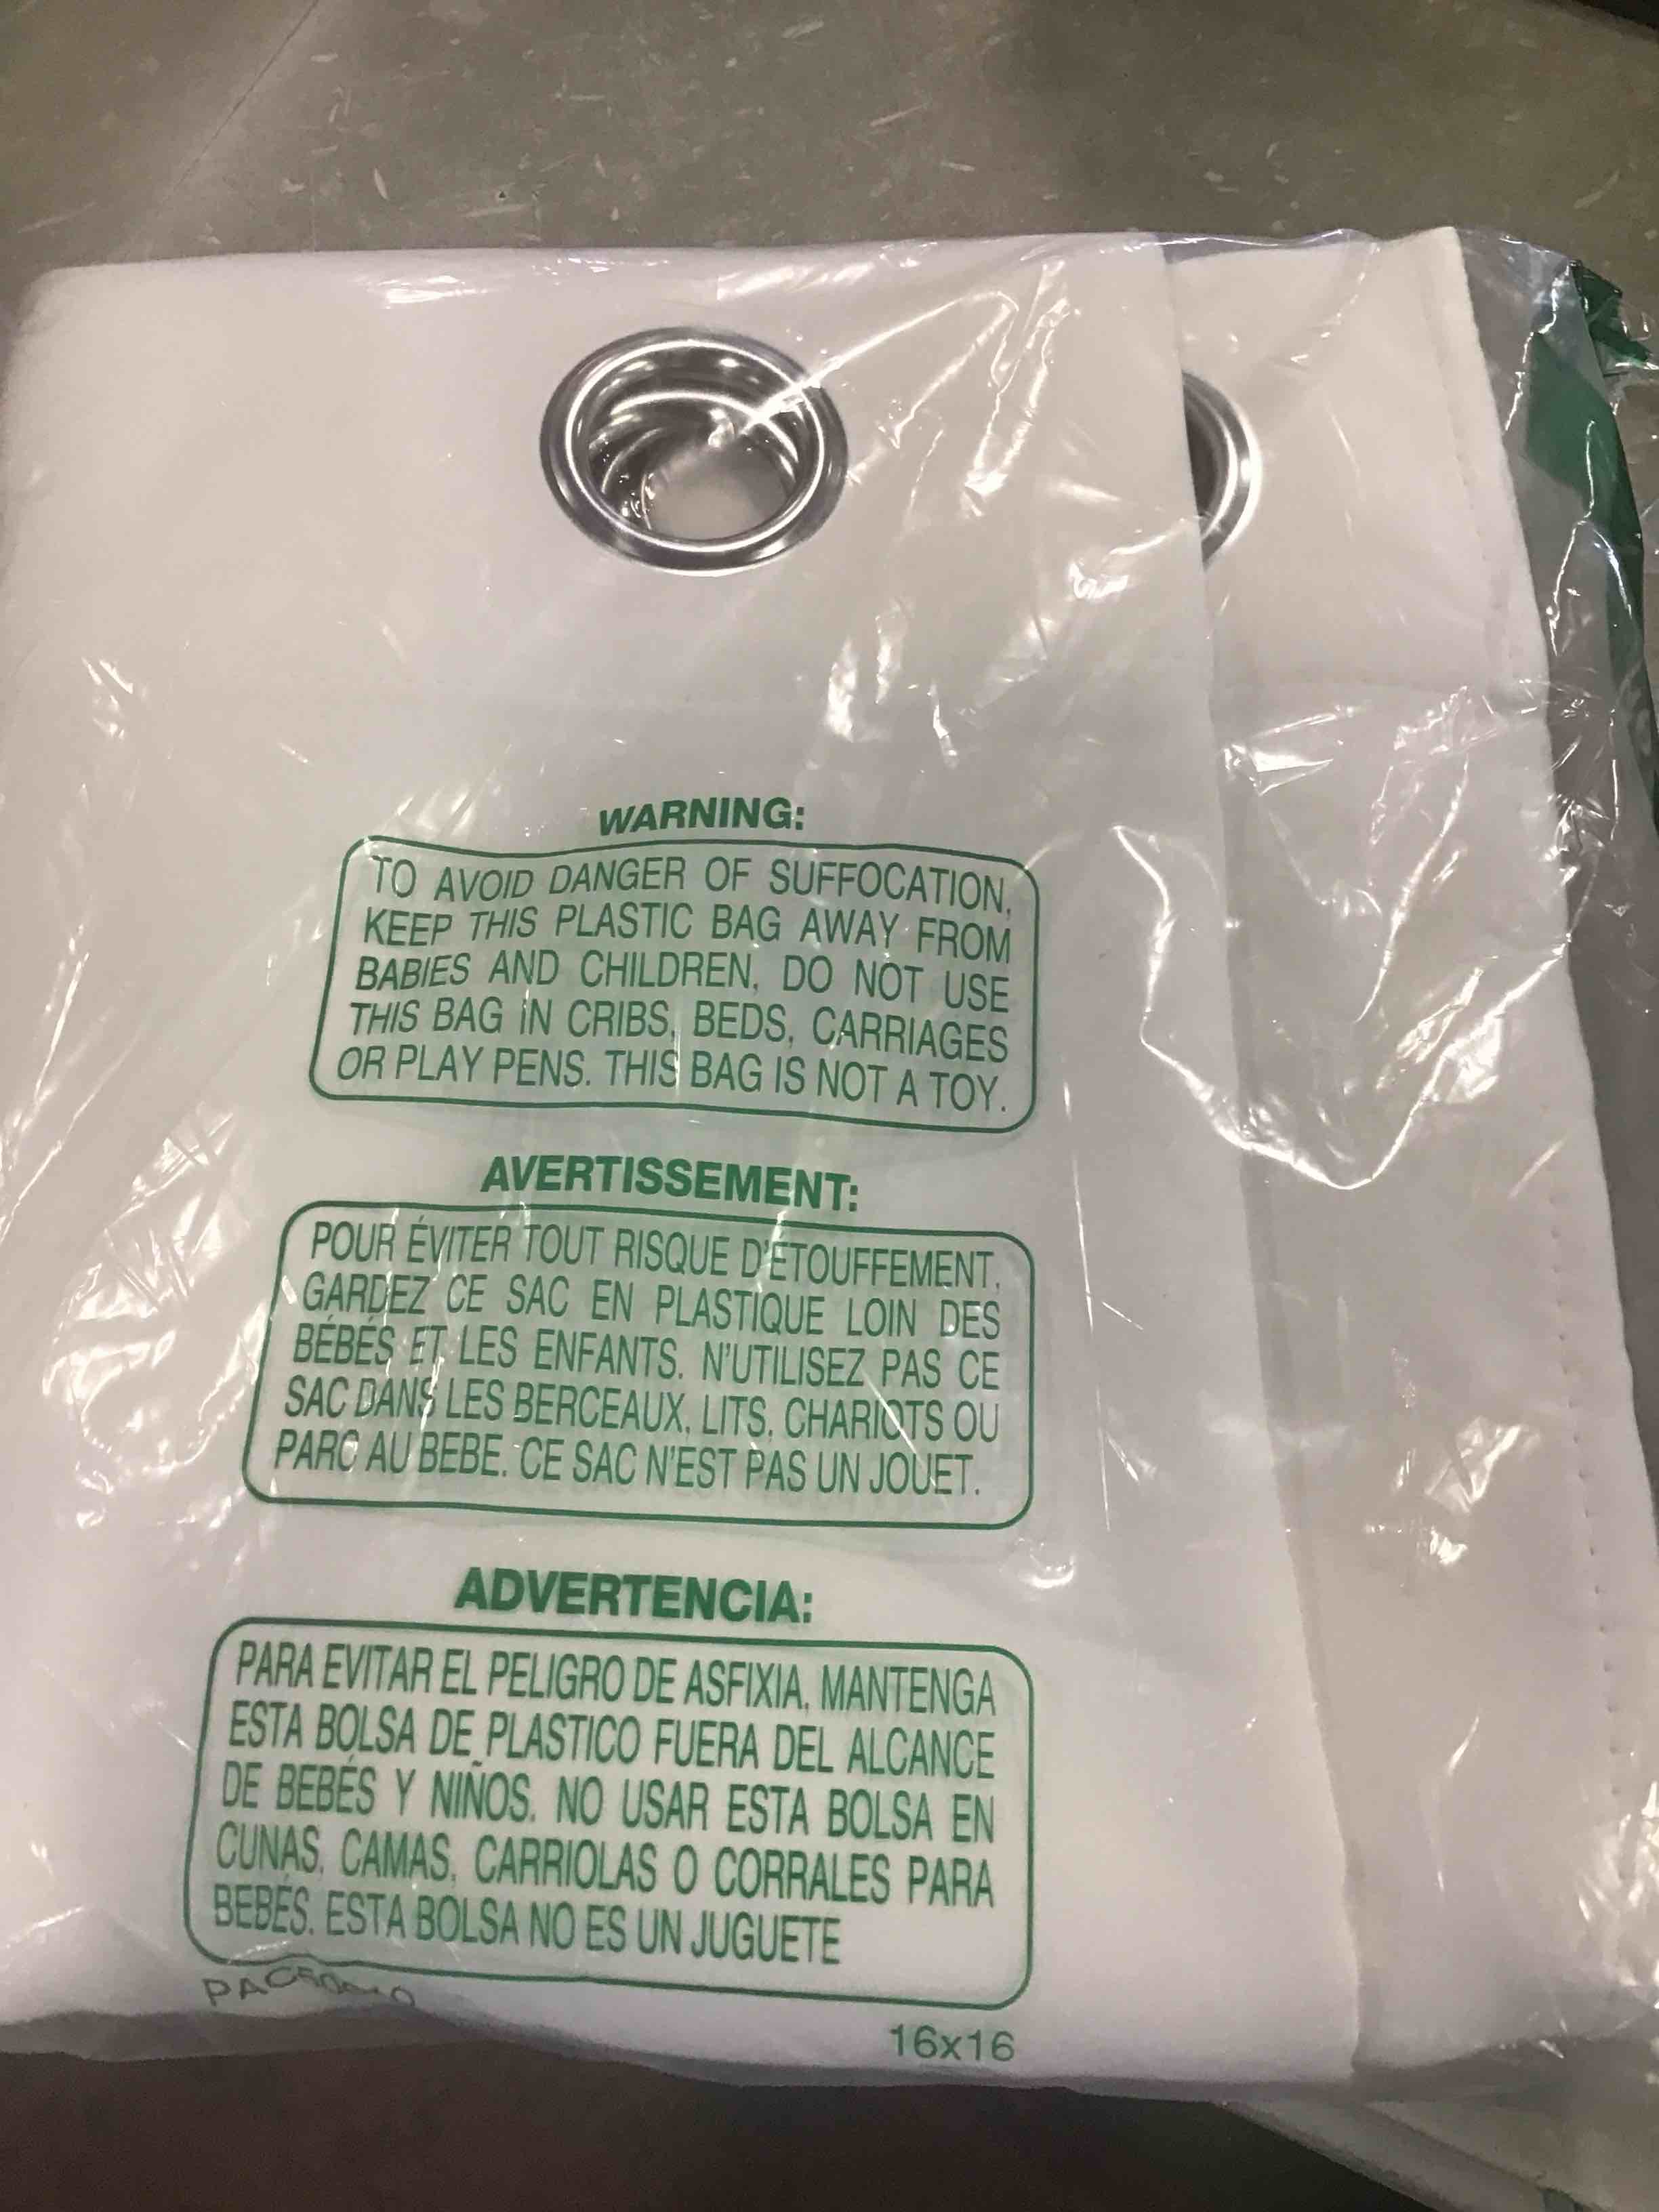 WARNING:
TO AVOID DANGER OF SUFFOCATION,
KEEP THIS PLASTIC BAG AWAY FROM
BABIES AND CHILDREN, DO NOT USE
THIS BAG IN CRIBS, BEDS, CARRIAGES
OR PLAY PENS. THIS BAG IS NOT A TOY.
AVERTISSEMENT:
POUR ÉVITER TOUT RISQUE D'ETOUFFEMENT,
GARDEZ CE SAC EN PLASTIQUE LOIN DES
BÉBÉS ET LES ENFANTS. N'UTILISEZ PAS CE
SAC DANS LES BERCEAUX, LITS, CHARIOTS OU
PARC AU BEBE. CE SAC N'EST PAS UN JOUET.
ADVERTENCIA:
PARA EVITAR EL PELIGRO DE ASFIXIA, MANTENGA
ESTA BOLSA DE PLASTICO FUERA DEL ALCANCE
DE BEBÉS Y NIÑOS. NO USAR ESTA BOLSA EN
CUNAS, CAMAS, CARRIOLAS O CORRALES PARA
BEBÉS. ESTA BOLSA NO ES UN JUGUETE
16x16